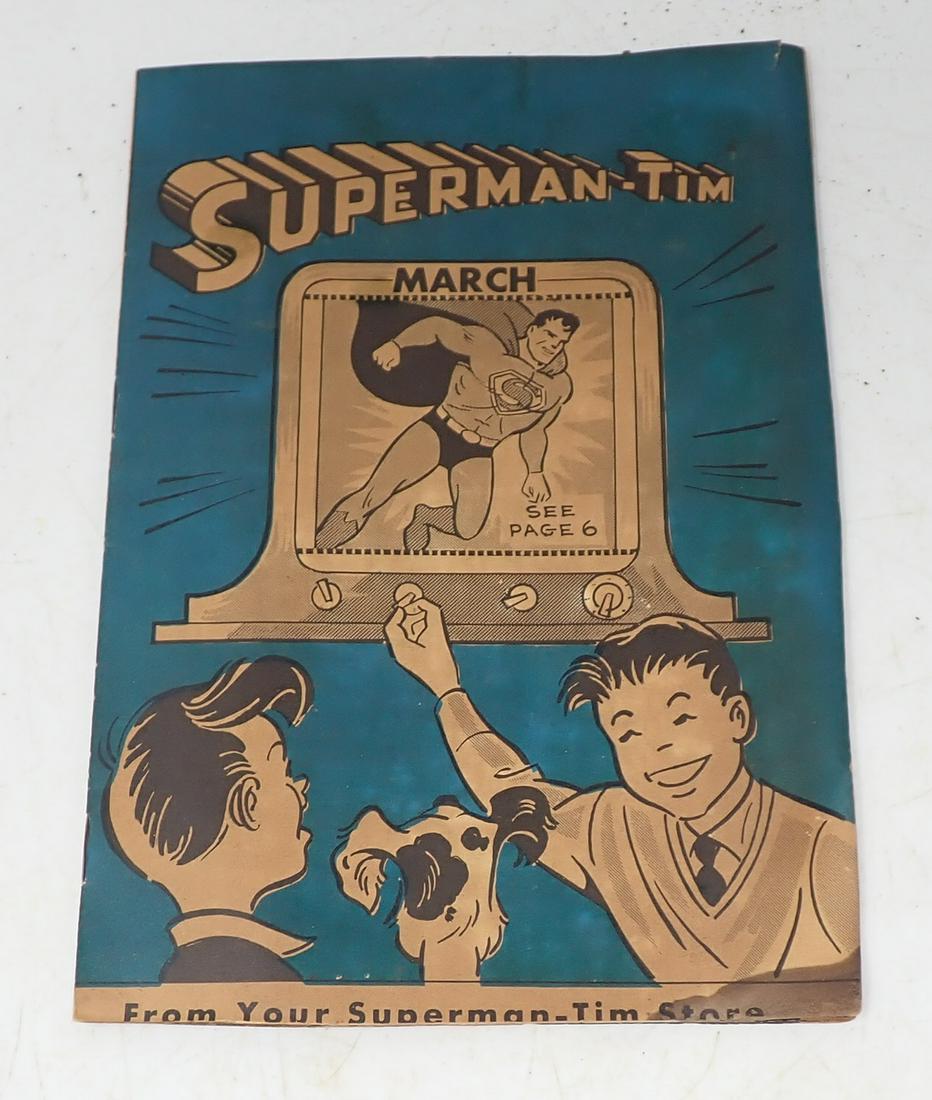 SUPERMAN-TIM
MARCH
S
SEE
PAGE 6
From Your Superman-Tim Store